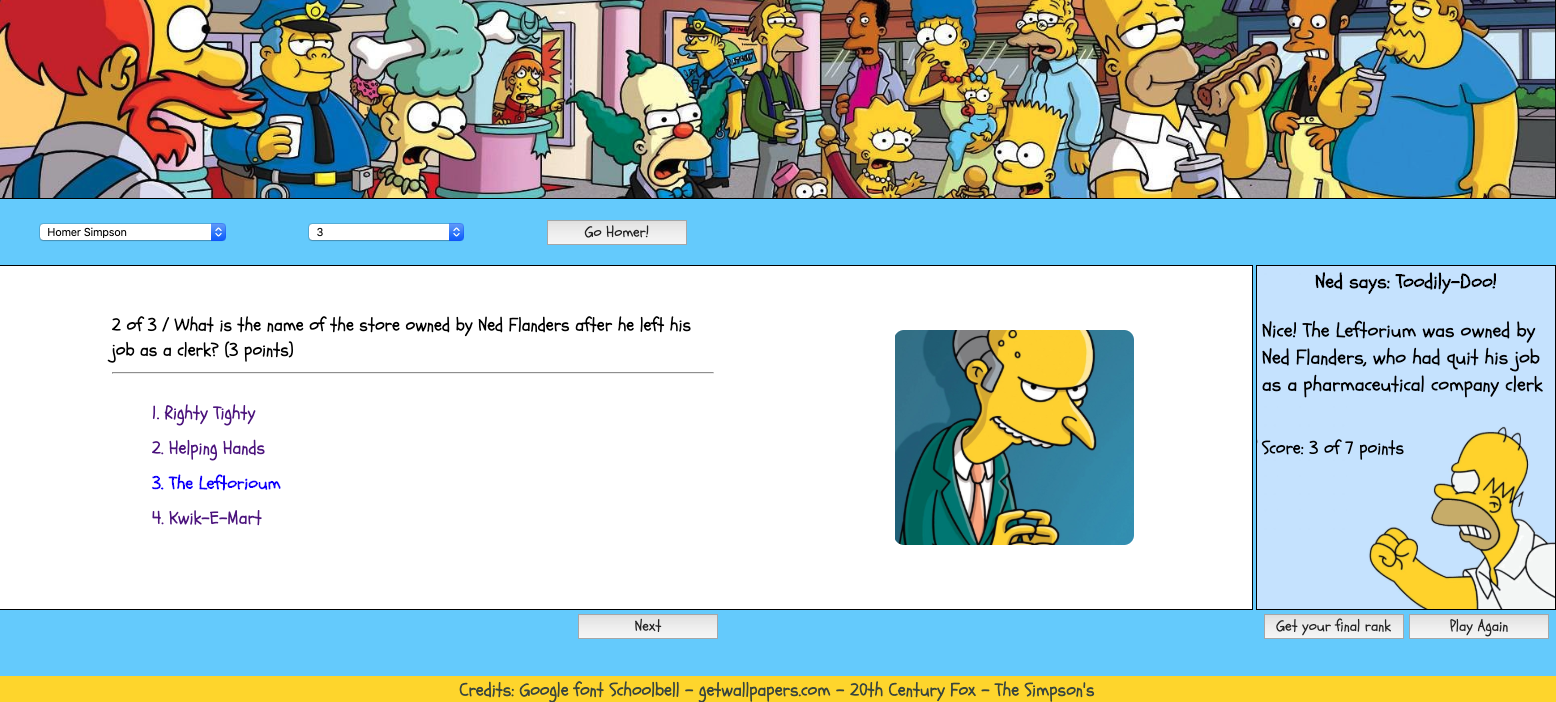 Homer Simpson
3
Go Homer!
2 of 3 / What is the name of the store owned by Ned Flanders after he left his
job as a clerk? (3 points)
1. Righty Tighty
2. Helping Hands
3. The Leftorioum
4. Kwik-E-Mart
Next
Ned says: Toodily-Doo!
Nice! The Leftorium was owned by
Ned Flanders, who had quit his job
as a pharmaceutical company clerk
Score: 3 of 7 points
Get your final rank
Play Again
Credits: Google font Schoolbell - getwallpapers.com - 20th Century Fox - The Simpson's